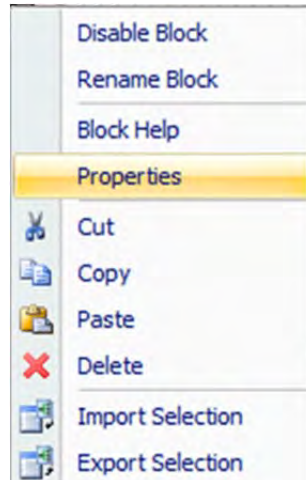 Disable Block
Rename Block
Block Help
Properties
Cut
Copy
Paste
Delete
Import Selection
Export Selection